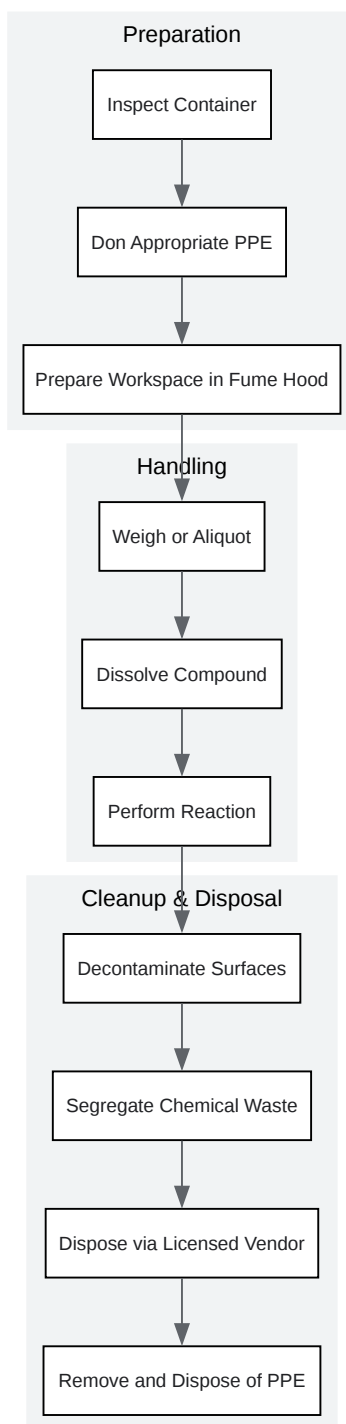 Preparation
Inspect Container
Don Appropriate PPE
Prepare Workspace in Fume Hood
Handling
Weigh or Aliquot
Dissolve Compound
Perform Reaction
Cleanup & Disposal
Decontaminate Surfaces
Segregate Chemical Waste
Dispose via Licensed Vendor
Remove and Dispose of PPE